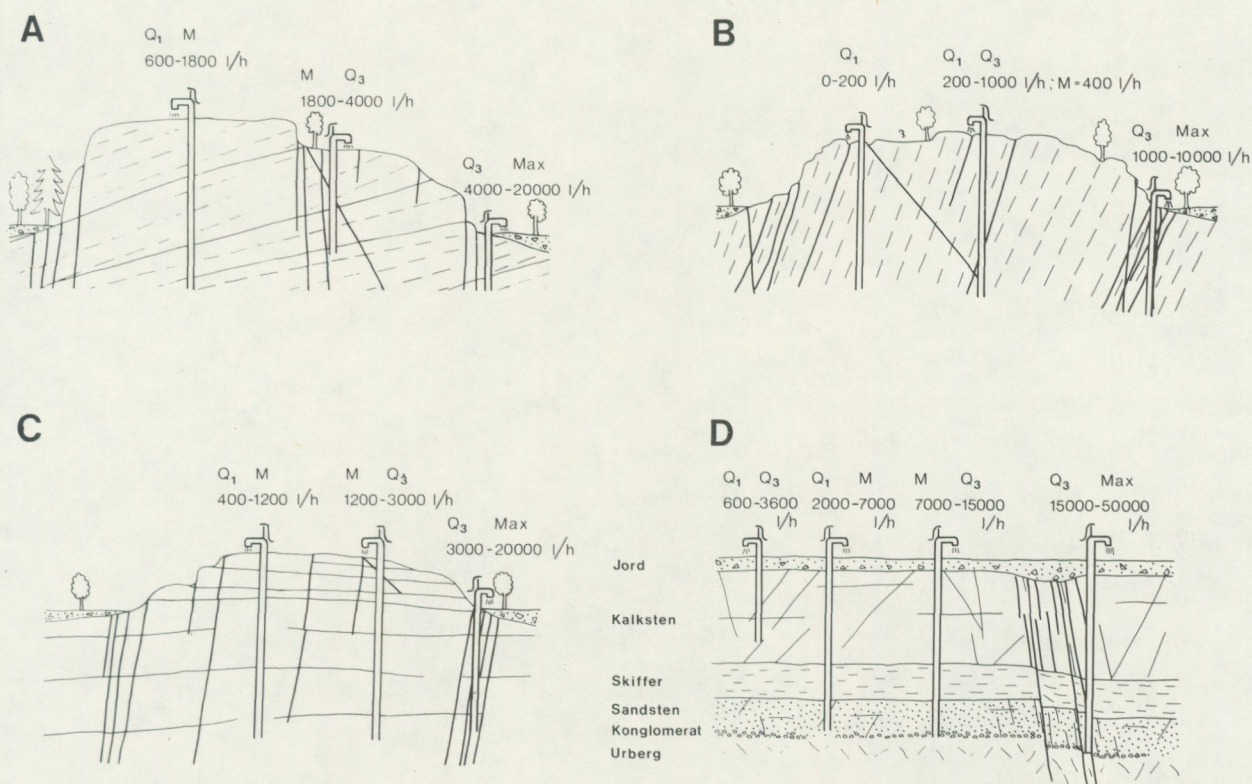 A
Q₁ M
600-1800 l/h
M Q₃
1800-4000 l/h
Q₃ Max
4000-20000 l/h
B
Q₁
0-200 l/h
Q₁ Q₃
200-1000 l/h; M=400 l/h
Q₃ Max
1000-10000 l/h
C
Q₁ M
400-1200 l/h
M Q₃
1200-3000 l/h
Q₃ Max
3000-20000 l/h
D
Q₁ Q₃
600-3600
l/h
Q₁ M
2000-7000
l/h
M Q₃
7000-15000
l/h
Q₃ Max
15000-50000
l/h
Jord
Kalksten
Skiffer
Sandsten
Konglomerat
Urberg